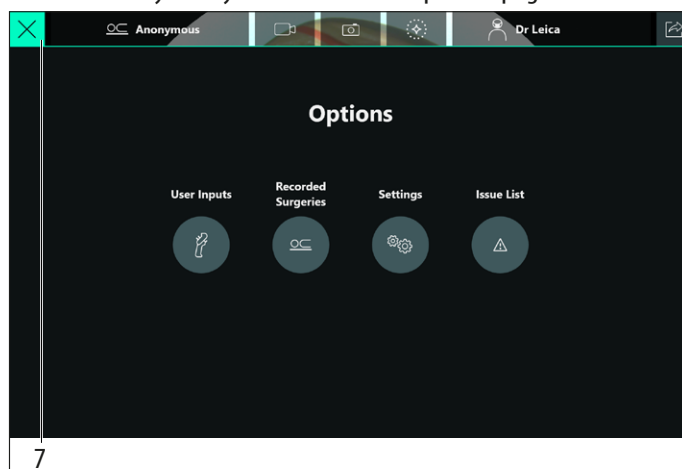 Anonymous
Dr Leica
Options
User Inputs
Recorded
Surgeries
Settings
Issue List
7